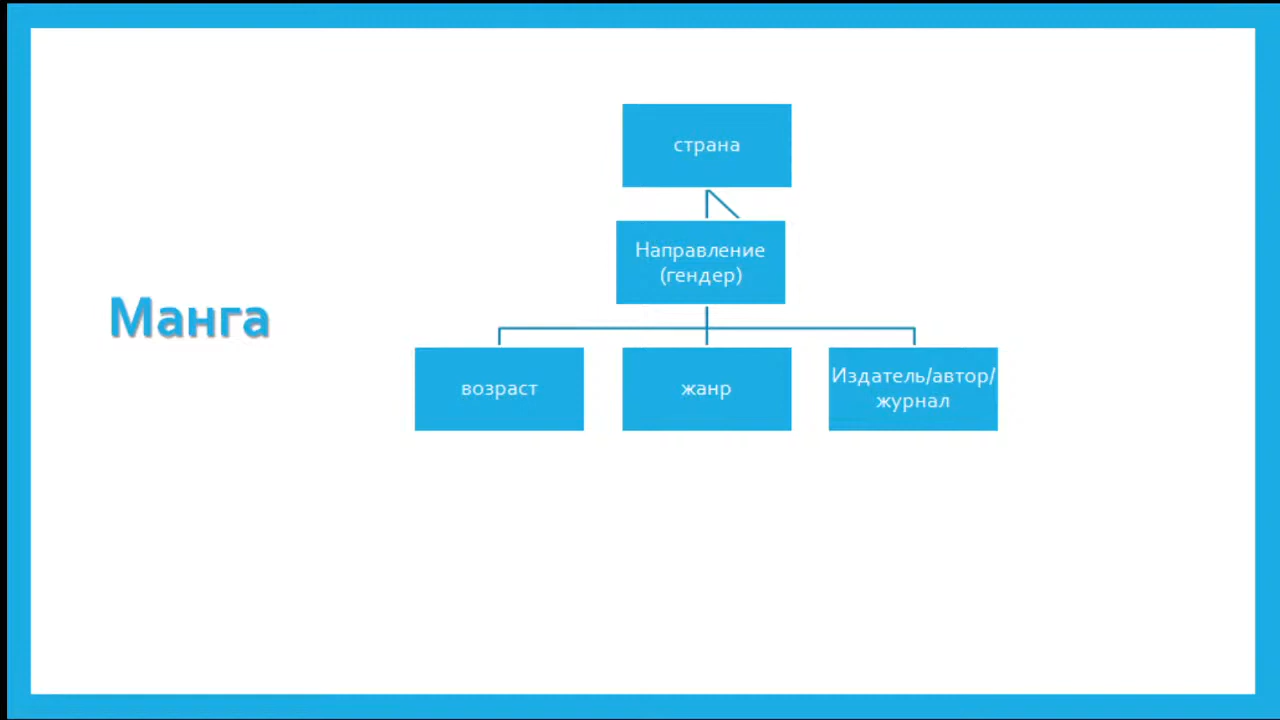 страна
Направление
(гендер)
Манга
возраст
жанр
Издатель/автор/
журнал